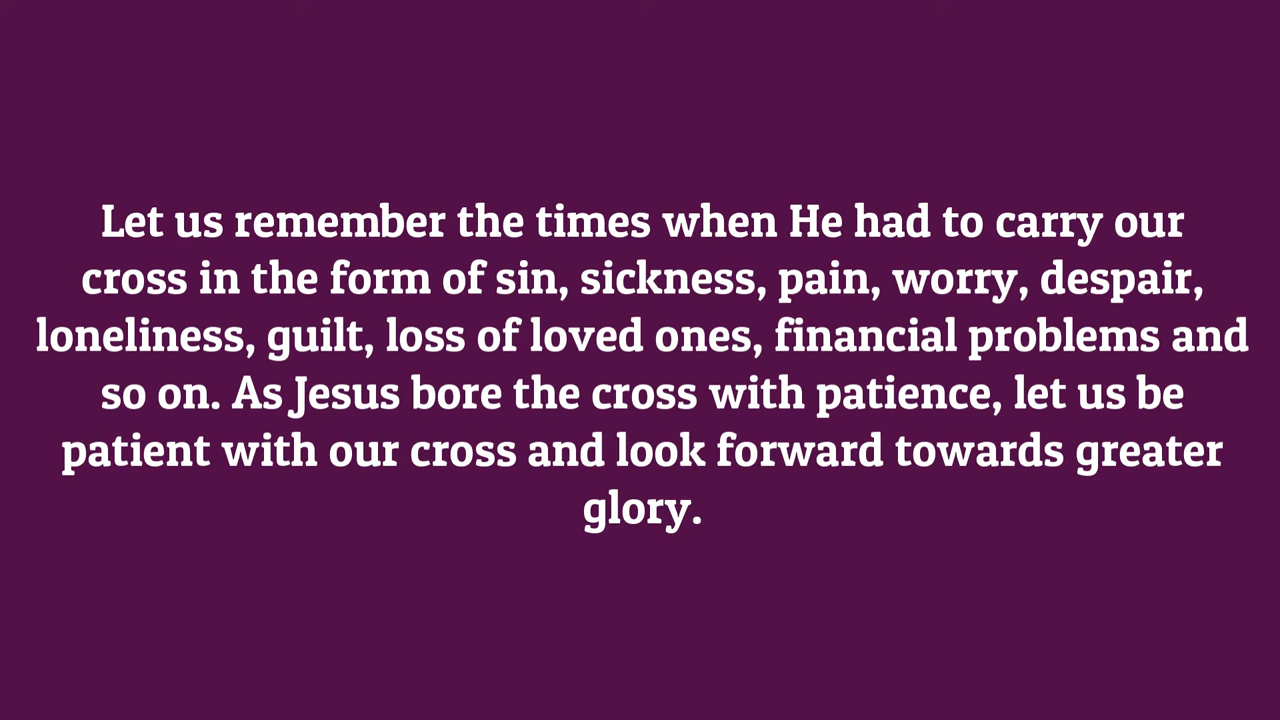 Let us remember the times when He had to carry our
cross in the form of sin, sickness, pain, worry, despair,
loneliness, guilt, loss of loved ones, financial problems and
so on. As Jesus bore the cross with patience, let us be
patient with our cross and look forward towards greater
glory.